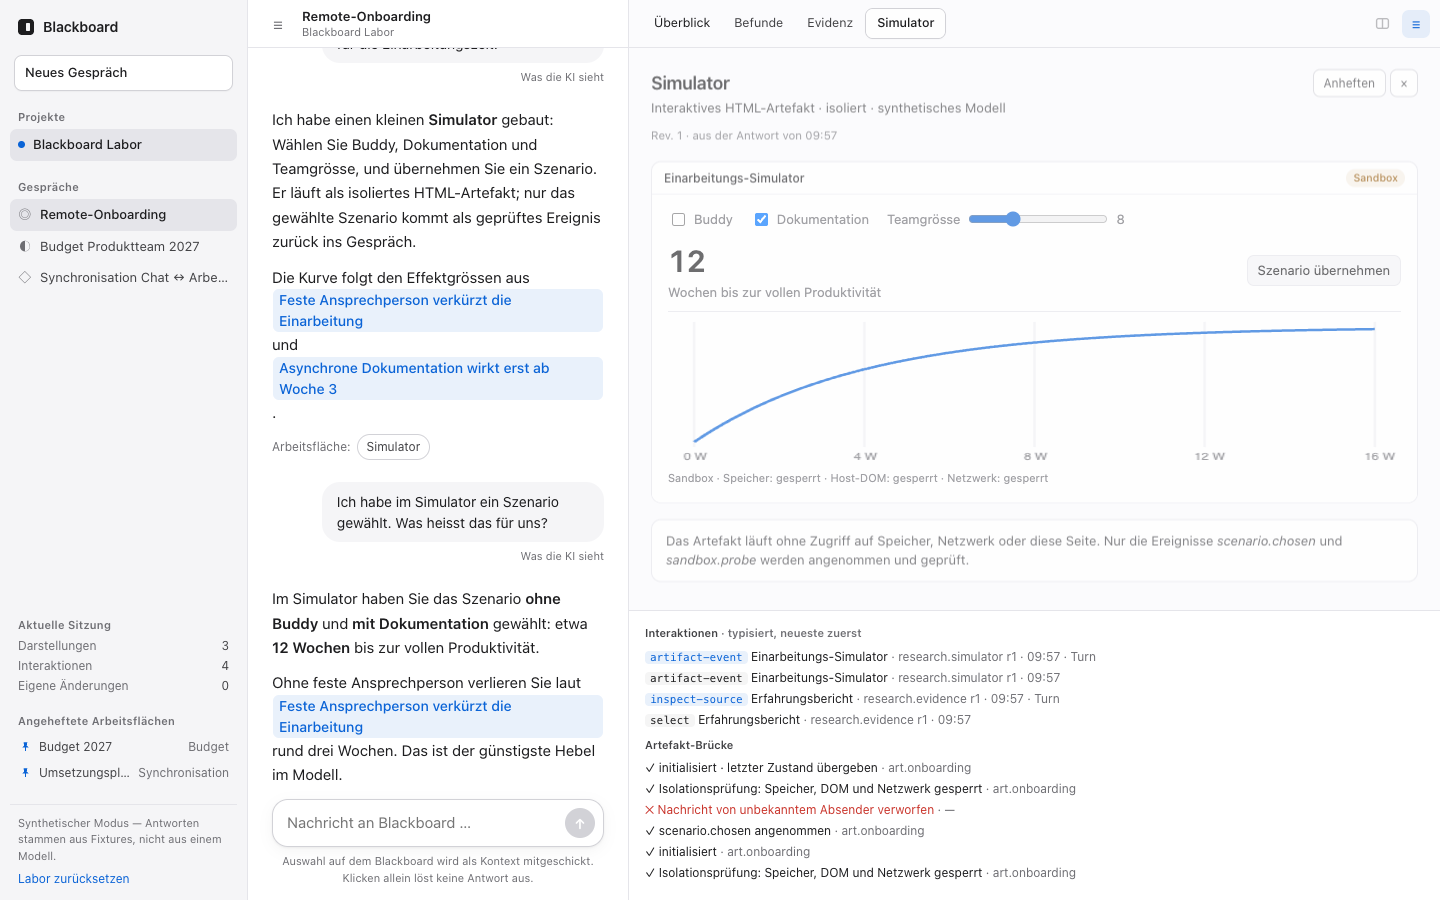 Blackboard
Neues Gespräch
Projekte
Blackboard Labor
Gespräche
Remote-Onboarding
Budget Produktteam 2027
Synchronisation Chat ↔ Arbe...
Aktuelle Sitzung
Darstellungen 3
Interaktionen 4
Eigene Änderungen 0
Angeheftete Arbeitsflächen
Budget 2027 Budget
Umsetzungspl... Synchronisation
Synthetischer Modus — Antworten
stammen aus Fixtures, nicht aus einem
Modell.
Labor zurücksetzen
Remote-Onboarding
Blackboard Labor
Was die KI sieht
Ich habe einen kleinen Simulator gebaut:
Wählen Sie Buddy, Dokumentation und
Teamgrösse, und übernehmen Sie ein Szenario.
Er läuft als isoliertes HTML-Artefakt; nur das
gewählte Szenario kommt als geprüftes Ereignis
zurück ins Gespräch.
Die Kurve folgt den Effektgrössen aus
Feste Ansprechperson verkürzt die
Einarbeitung
und
Asynchrone Dokumentation wirkt erst ab
Woche 3
.
Arbeitsfläche: Simulator
Ich habe im Simulator ein Szenario
gewählt. Was heisst das für uns?
Was die KI sieht
Im Simulator haben Sie das Szenario ohne
Buddy und mit Dokumentation gewählt: etwa
12 Wochen bis zur vollen Produktivität.
Ohne feste Ansprechperson verlieren Sie laut
Feste Ansprechperson verkürzt die
Einarbeitung
rund drei Wochen. Das ist der günstigste Hebel
im Modell.
Nachricht an Blackboard ...
Auswahl auf dem Blackboard wird als Kontext mitgeschickt.
Klicken allein löst keine Antwort aus.
Überblick Befunde Evidenz Simulator
Simulator
Anheften ×
Interaktives HTML-Artefakt · isoliert · synthetisches Modell
Rev. 1 · aus der Antwort von 09:57
Einarbeitungs-Simulator Sandbox
Buddy Dokumentation Teamgrösse 8
12
Wochen bis zur vollen Produktivität
Szenario übernehmen
0 W 4 W 8 W 12 W 16 W
Sandbox · Speicher: gesperrt · Host-DOM: gesperrt · Netzwerk: gesperrt
Das Artefakt läuft ohne Zugriff auf Speicher, Netzwerk oder diese Seite. Nur die Ereignisse scenario.chosen und
sandbox.probe werden angenommen und geprüft.
Interaktionen · typisiert, neueste zuerst
artifact-event Einarbeitungs-Simulator · research.simulator r1 · 09:57 · Turn
artifact-event Einarbeitungs-Simulator · research.simulator r1 · 09:57
inspect-source Erfahrungsbericht · research.evidence r1 · 09:57 · Turn
select Erfahrungsbericht · research.evidence r1 · 09:57
Artefakt-Brücke
✓ initialisiert · letzter Zustand übergeben · art.onboarding
✓ Isolationsprüfung: Speicher, DOM und Netzwerk gesperrt · art.onboarding
✕ Nachricht von unbekanntem Absender verworfen · —
✓ scenario.chosen angenommen · art.onboarding
✓ initialisiert · art.onboarding
✓ Isolationsprüfung: Speicher, DOM und Netzwerk gesperrt · art.onboarding